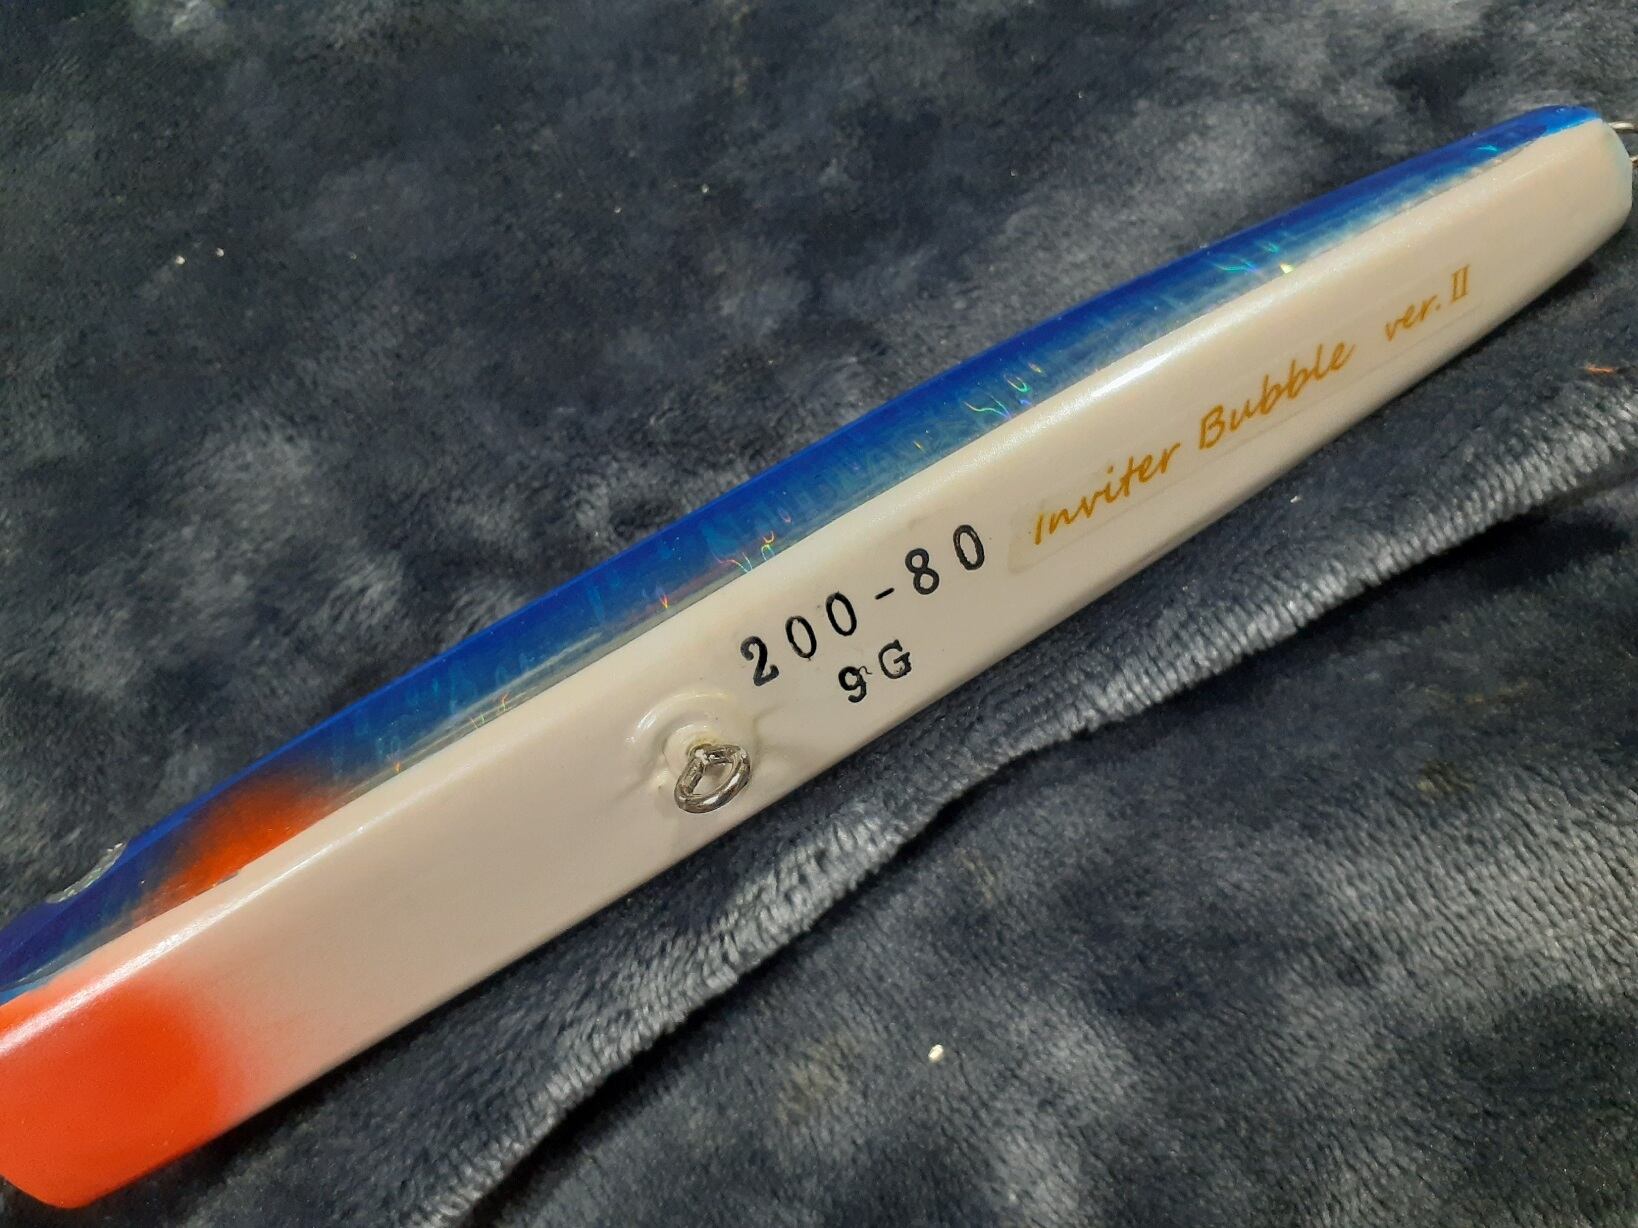 Inviter Bubble ver.Ⅱ
200-80
9G